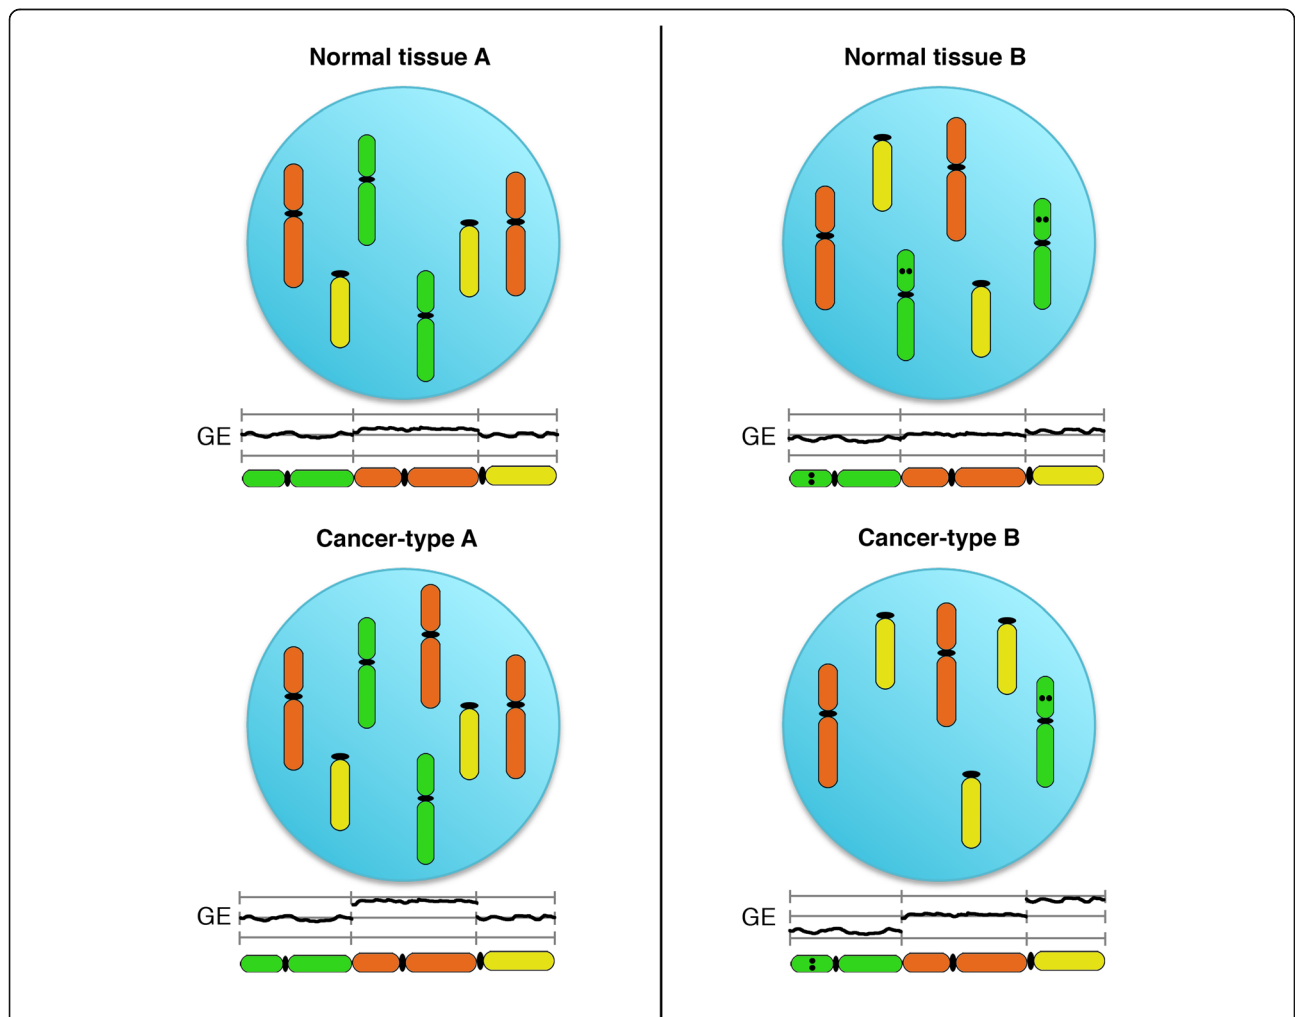 Normal tissue A
Normal tissue B
GE
GE
Cancer-type A
Cancer-type B
GE
GE